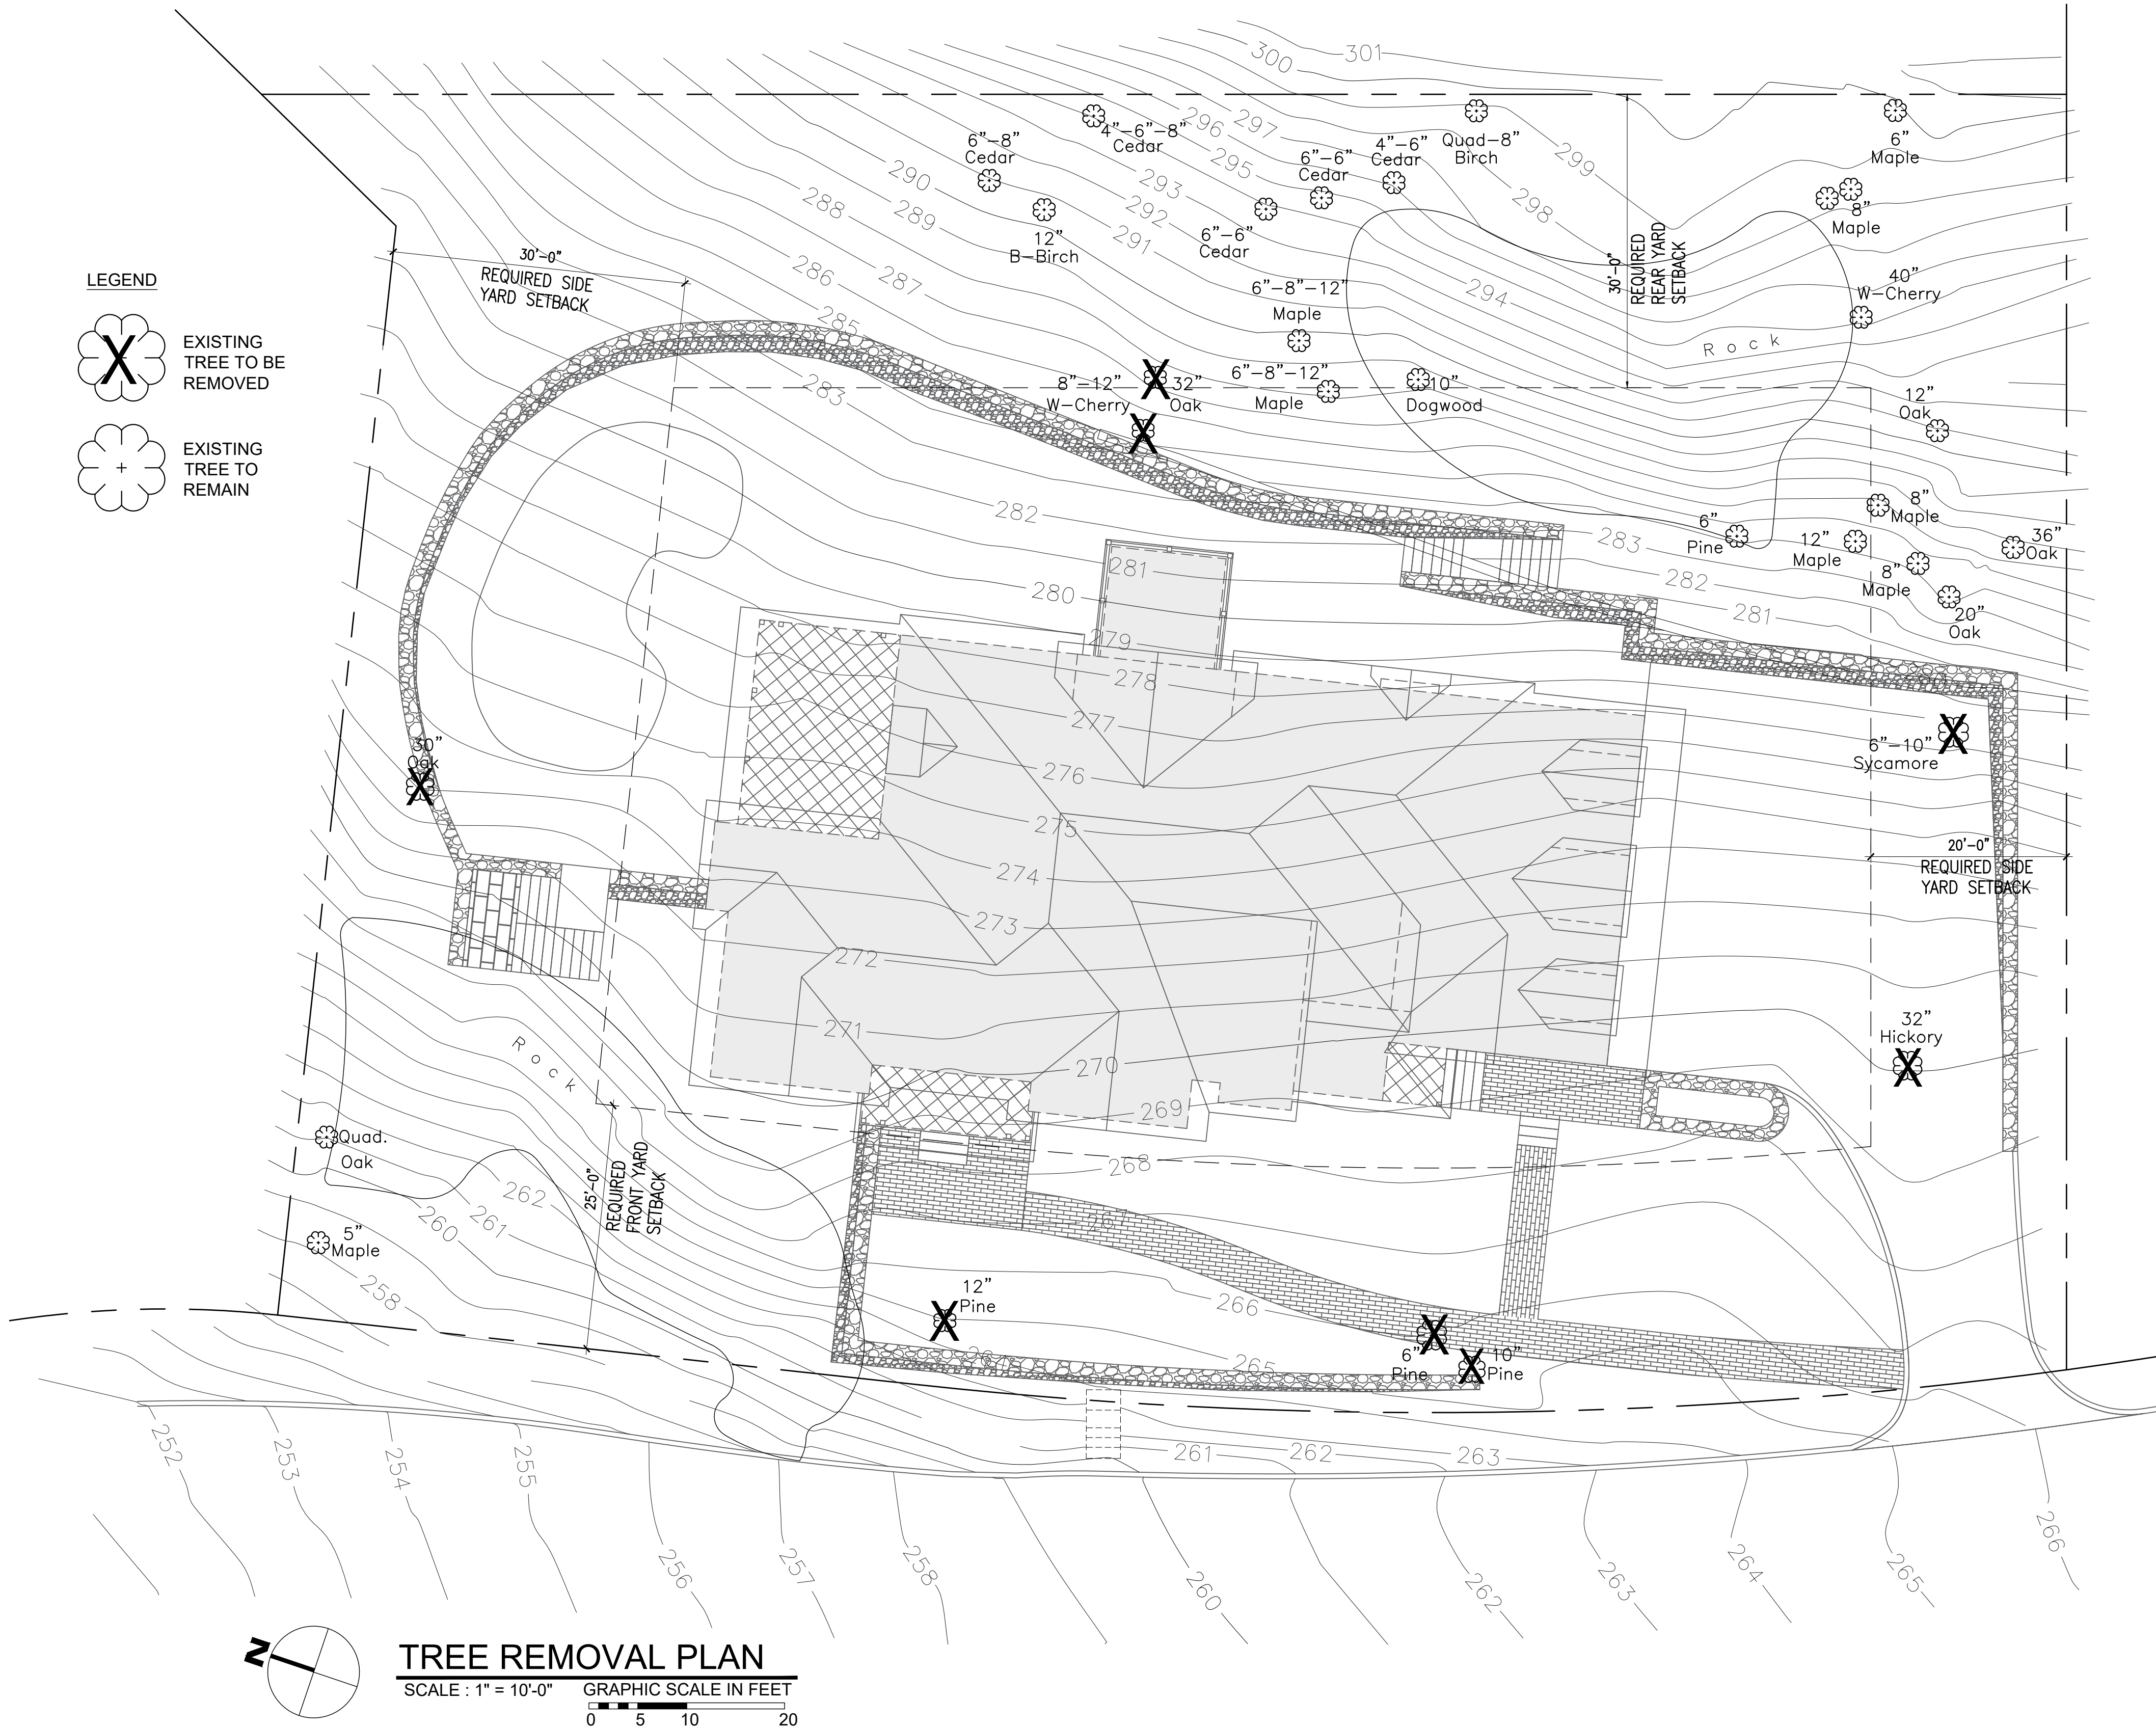 301
300
299
298
297
296
295
294
293
292
291
290
289
288
287
286
285
283
282
281
280
279
278
277
276
275
274
273
272
271
270
269
268
266
265
283
282
281
6”
Maple
8”
Maple
Quad-8”
Birch
4”-6”
Cedar
6”-6”
Cedar
6”-6”
Cedar
4”-6”-8”
Cedar
6”-8”
Cedar
12”
B-Birch
6”-8”-12”
Maple
6”-8”-12”
Maple
10”
Dogwood
40”
W-Cherry
Rock
12”
Oak
8”-12”
W-Cherry
32”
Oak
30'-0"
REQUIRED
REAR YARD
SETBACK
30'-0"
REQUIRED SIDE
YARD SETBACK
LEGEND
EXISTING
TREE TO BE
REMOVED
EXISTING
TREE TO
REMAIN
8”
Maple
6”
Pine
12”
Maple
8”
Maple
36”
Oak
20”
Oak
30”
Oak
6”-10”
Sycamore
20'-0"
REQUIRED SIDE
YARD SETBACK
32”
Hickory
Rock
Quad.
Oak
5”
Maple
25'-0"
REQUIRED
FRONT YARD
SETBACK
262
261
260
258
12”
Pine
6”
Pine
10”
Pine
261
262
263
252
253
254
255
256
257
258
260
262
263
264
265
266
N
TREE REMOVAL PLAN
SCALE : 1" = 10'-0"
GRAPHIC SCALE IN FEET
0 5 10 20